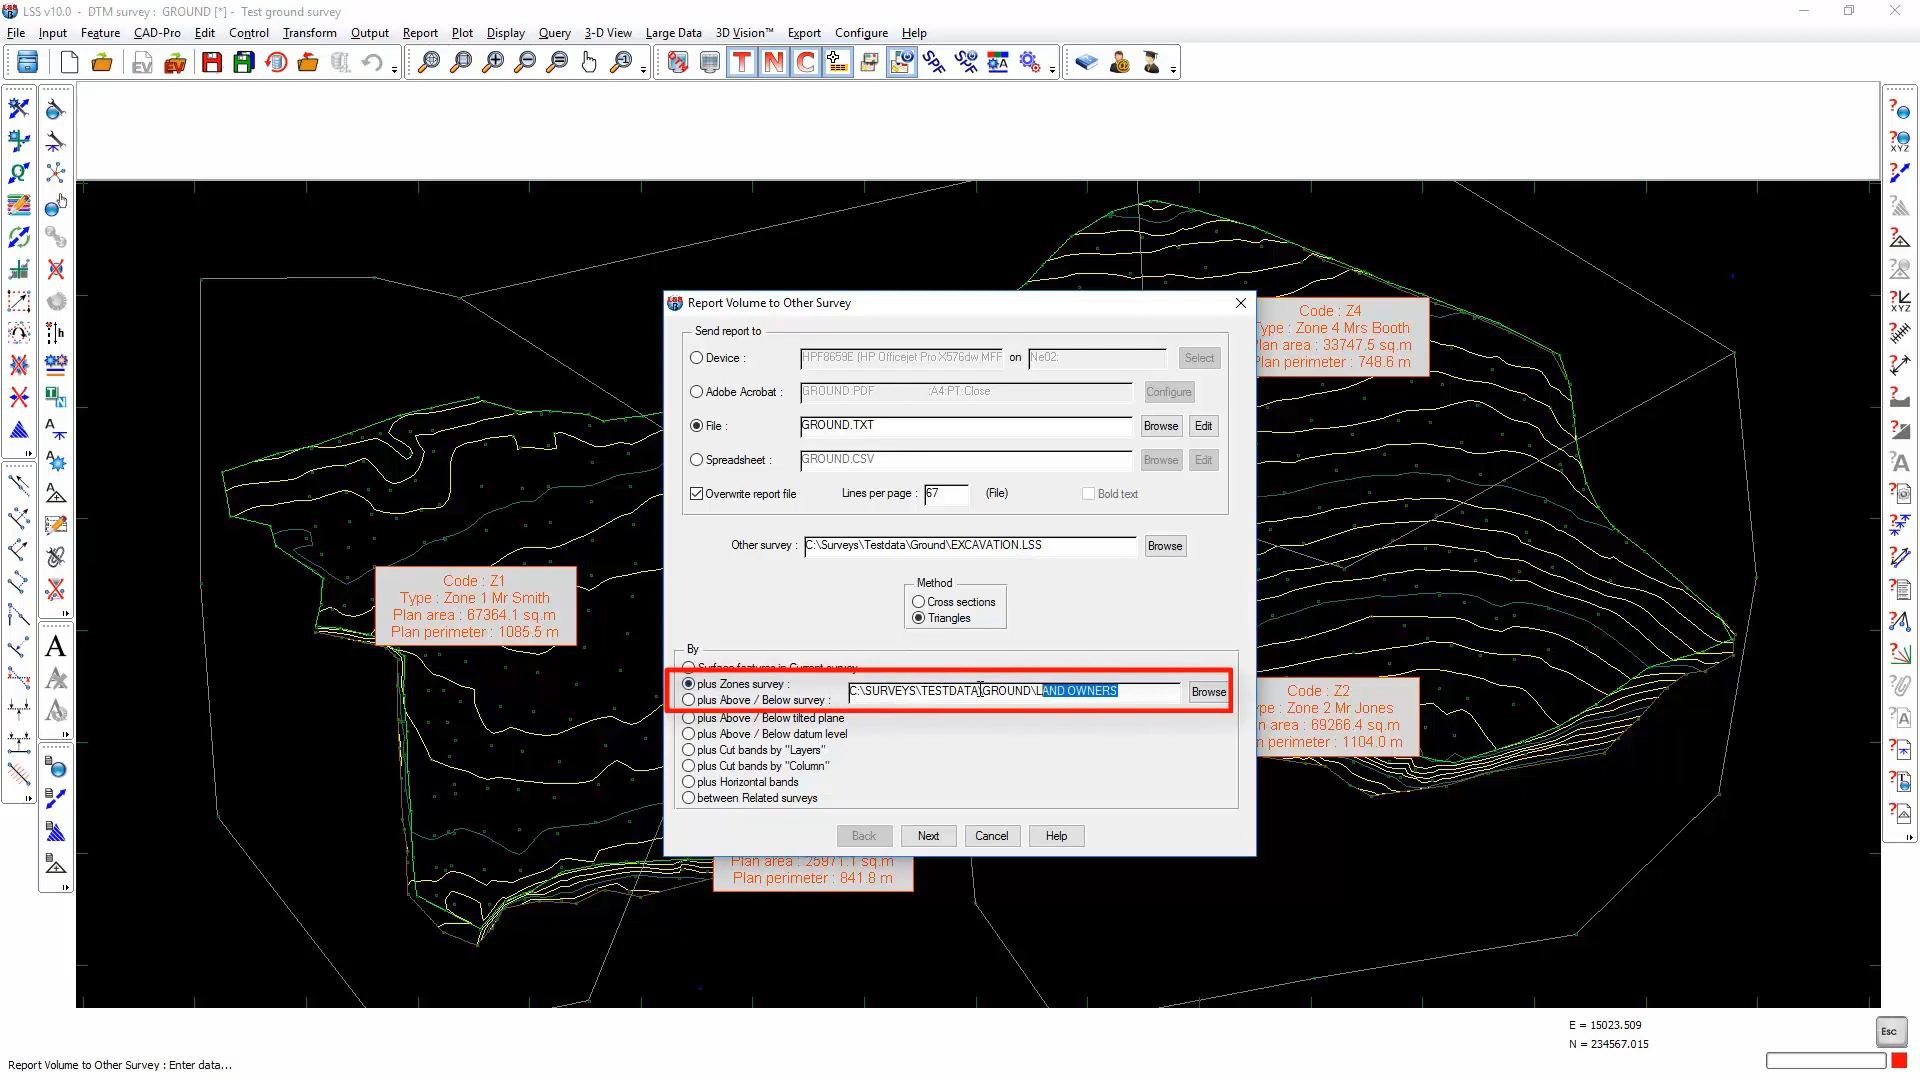 LSS v10.0 - DTM survey : GROUND [*] - Test ground survey
File Input Feature CAD-Pro Edit Control Transform Output Report Plot Display Query 3-D View Large Data 3D Vision™ Export Configure Help
Report Volume to Other Survey
Send report to
Device : HPF8659E (HP Officejet Pro X576dw MFF on Ne02: Select
Adobe Acrobat : GROUND.PDF :A4:PT:Close Configure
File : GROUND.TXT Browse Edit
Spreadsheet : GROUND.CSV Browse Edit
Overwrite report file Lines per page : 67 (File) Bold text
Other survey : C:\Surveys\Testdata\Ground\EXCAVATION.LSS Browse
Method
Cross sections
Triangles
By
Surface features in Current survey
plus Zones survey : C:\SURVEYS\TESTDATA\GROUND\LAND OWNERS Browse
plus Above / Below survey :
plus Above / Below tilted plane
plus Above / Below datum level
plus Cut bands by "Layers"
plus Cut bands by "Column"
plus Horizontal bands
between Related surveys
Back Next Cancel Help
Code : Z4
Type : Zone 4 Mrs Booth
Plan area : 33747.5 sq.m
Plan perimeter : 748.6 m
Code : Z1
Type : Zone 1 Mr Smith
Plan area : 67364.1 sq.m
Plan perimeter : 1085.5 m
Code : Z2
ype : Zone 2 Mr Jones
n area : 69266.4 sq.m
n perimeter : 1104.0 m
Plan area : 25971.1 sq.m
Plan perimeter : 841.8 m
E = 15023.509
N = 234567.015
Esc
Report Volume to Other Survey : Enter data...